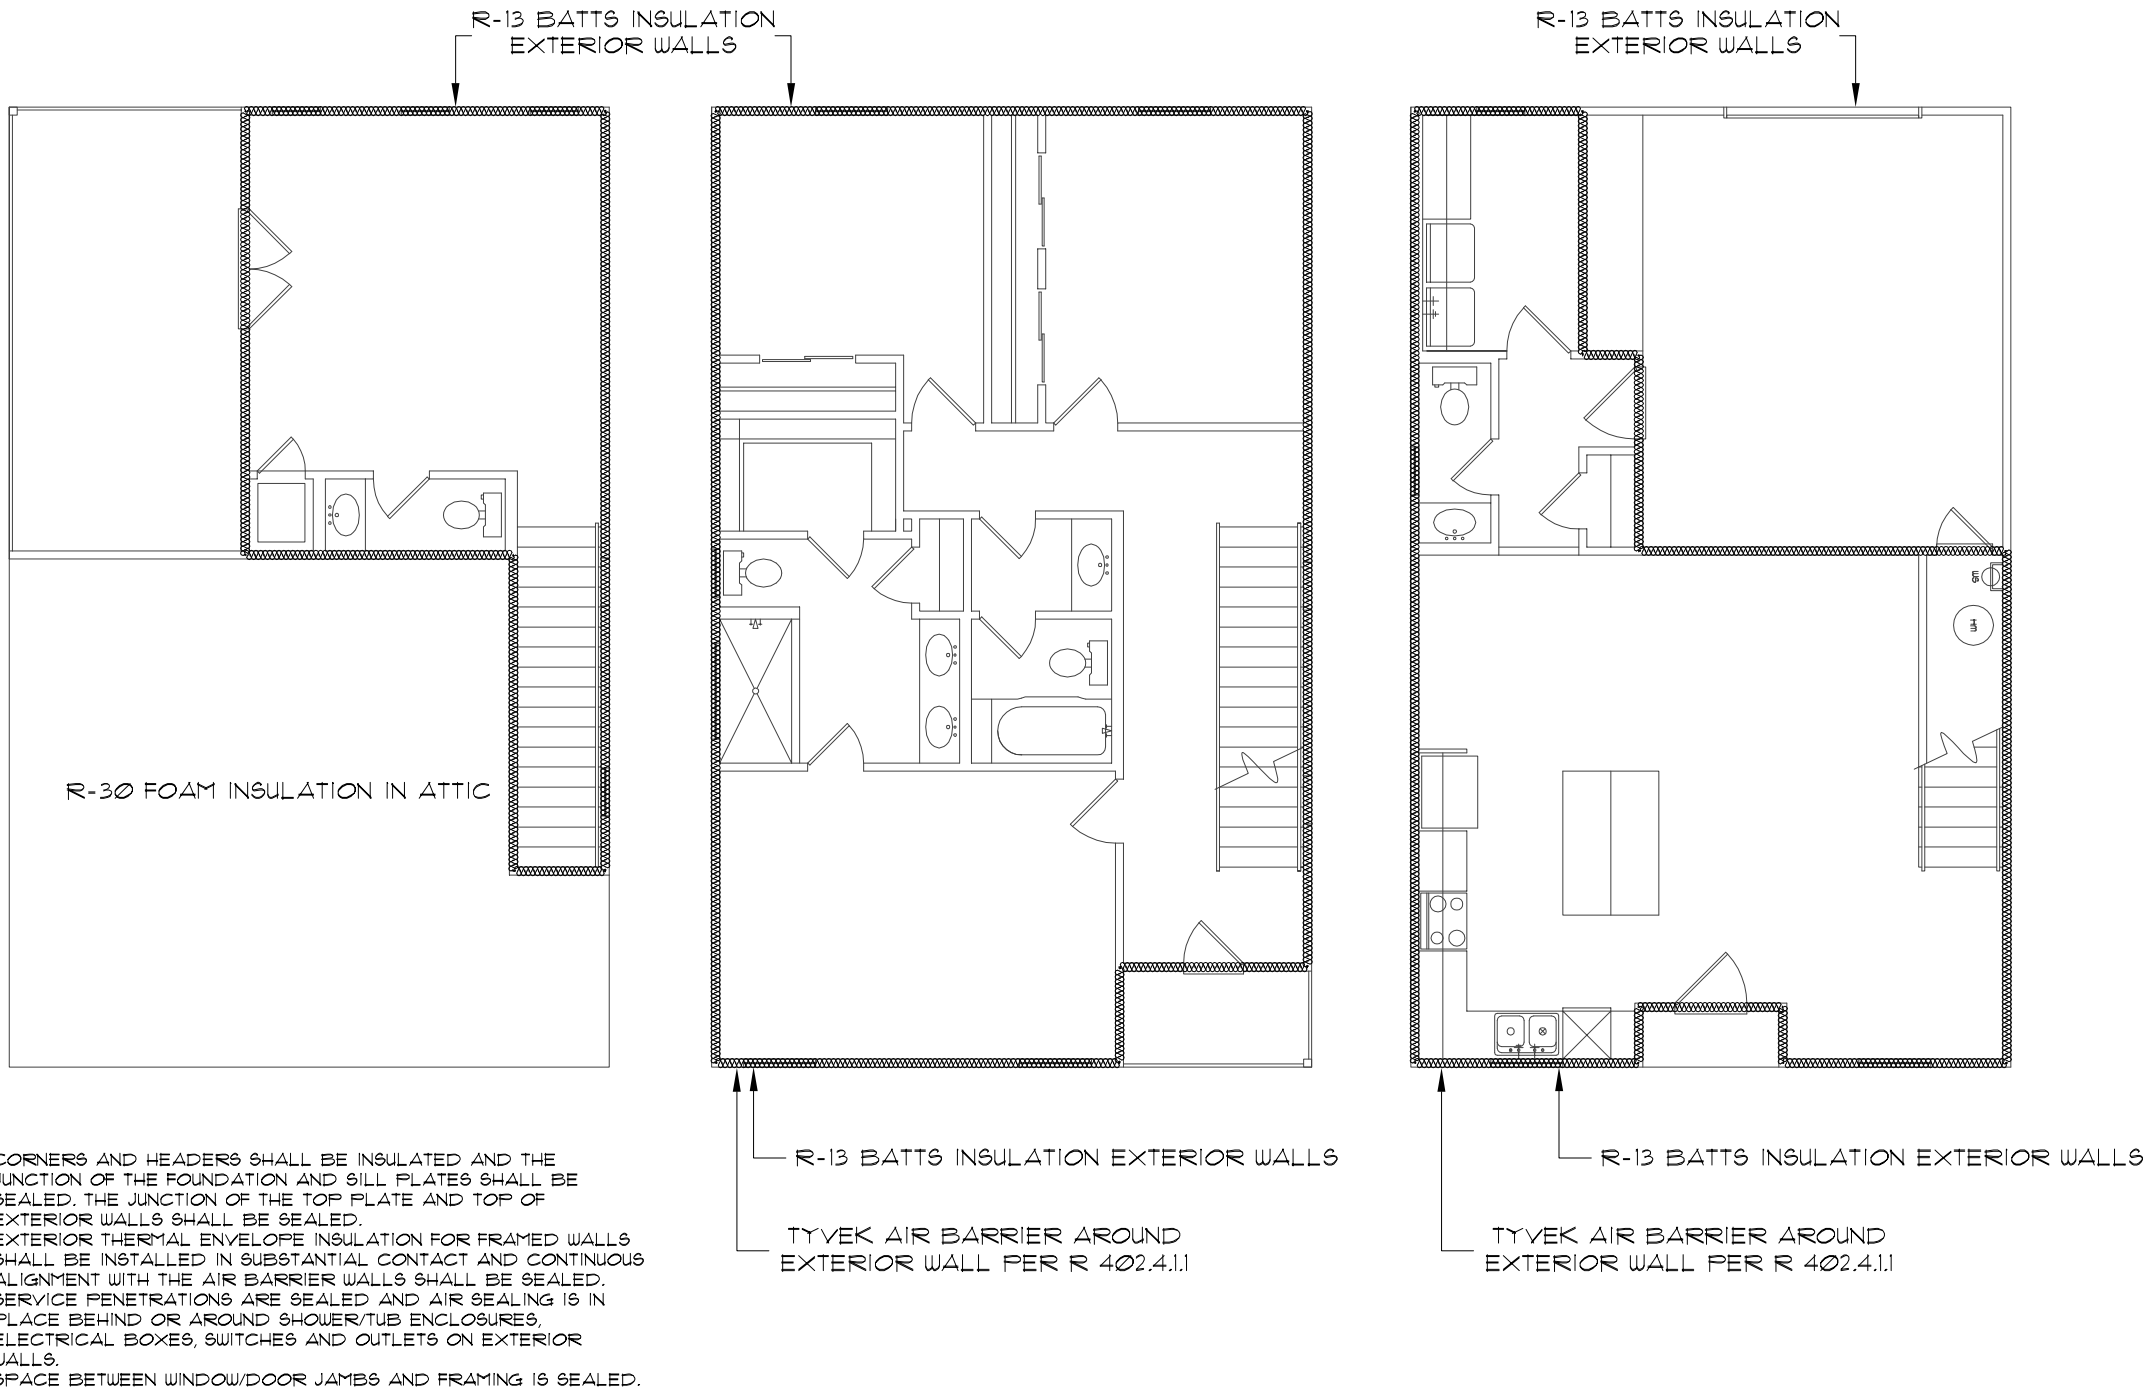 R-13 BATTS INSULATION
EXTERIOR WALLS
R-13 BATTS INSULATION
EXTERIOR WALLS
R-30 FOAM INSULATION IN ATTIC
R-13 BATTS INSULATION EXTERIOR WALLS
TYVEK AIR BARRIER AROUND
EXTERIOR WALL PER R 402.4.1.1
R-13 BATTS INSULATION EXTERIOR WALLS
TYVEK AIR BARRIER AROUND
EXTERIOR WALL PER R 402.4.1.1
CORNERS AND HEADERS SHALL BE INSULATED AND THE
JUNCTION OF THE FOUNDATION AND SILL PLATES SHALL BE
SEALED. THE JUNCTION OF THE TOP PLATE AND TOP OF
EXTERIOR WALLS SHALL BE SEALED.
EXTERIOR THERMAL ENVELOPE INSULATION FOR FRAMED WALLS
SHALL BE INSTALLED IN SUBSTANTIAL CONTACT AND CONTINUOUS
ALIGNMENT WITH THE AIR BARRIER WALLS SHALL BE SEALED.
SERVICE PENETRATIONS ARE SEALED AND AIR SEALING IS IN
PLACE BEHIND OR AROUND SHOWER/TUB ENCLOSURES,
ELECTRICAL BOXES, SWITCHES AND OUTLETS ON EXTERIOR
WALLS.
SPACE BETWEEN WINDOW/DOOR JAMBS AND FRAMING IS SEALED.